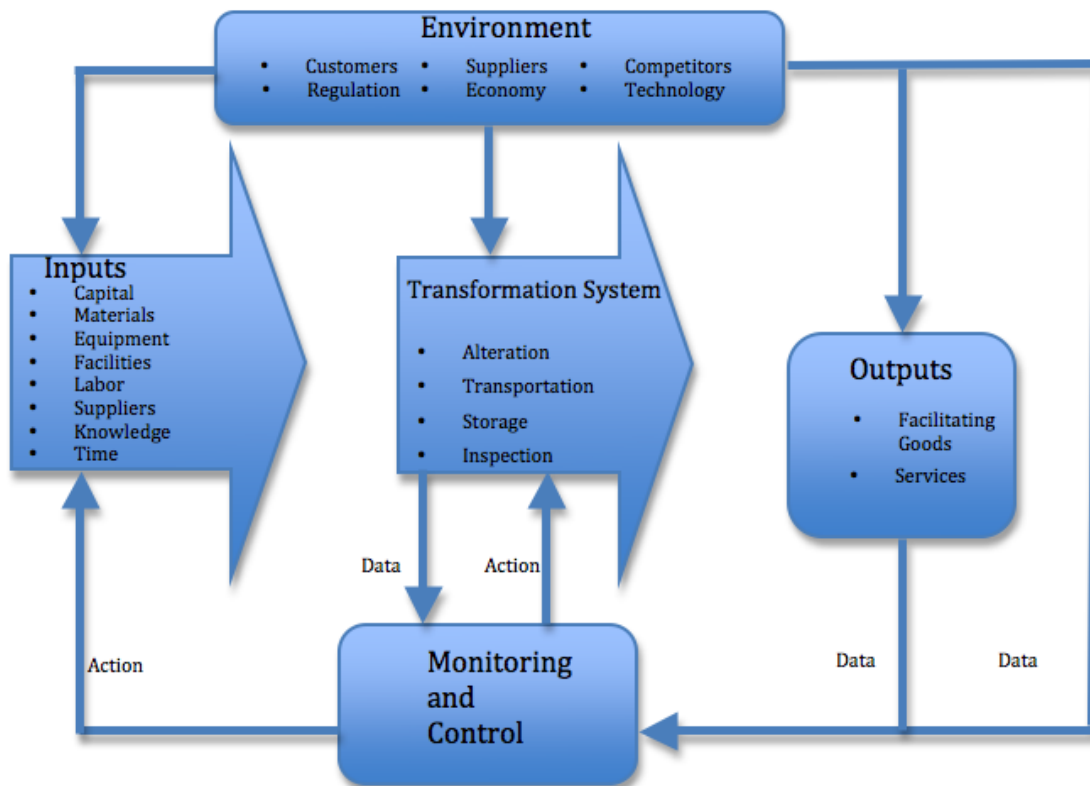 Environment
• Customers • Suppliers • Competitors
• Regulation • Economy • Technology
Inputs
• Capital
• Materials
• Equipment
• Facilities
• Labor
• Suppliers
• Knowledge
• Time
Transformation System
• Alteration
• Transportation
• Storage
• Inspection
Outputs
• Facilitating
Goods
• Services
Data
Action
Action
Monitoring
and
Control
Data
Data